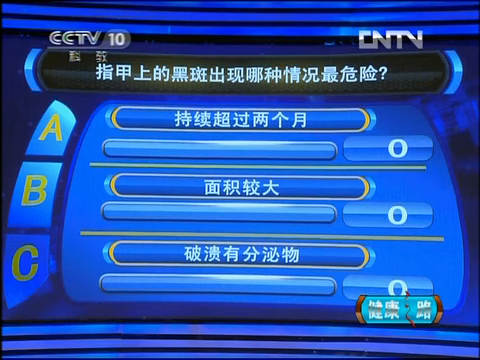 CCTV 10
科教
CNTV
指甲上的黑斑出现哪种情况最危险?
A
持续超过两个月
0
B
面积较大
0
C
破溃有分泌物
0
健康 路